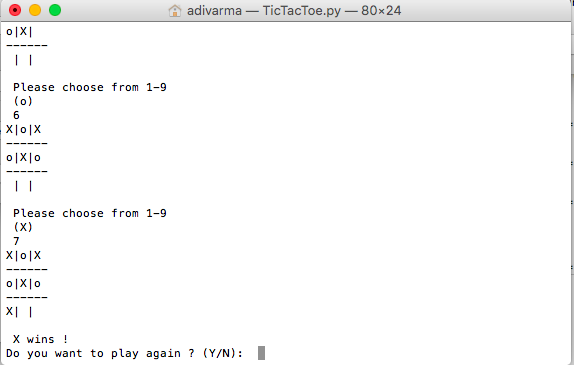 adivarma — TicTacToe.py — 80×24
o|X|
------
 | |
Please choose from 1-9
(o)
6
X|o|X
------
o|X|o
------
 | |
Please choose from 1-9
(X)
7
X|o|X
------
o|X|o
------
X| |
X wins !
Do you want to play again ? (Y/N):